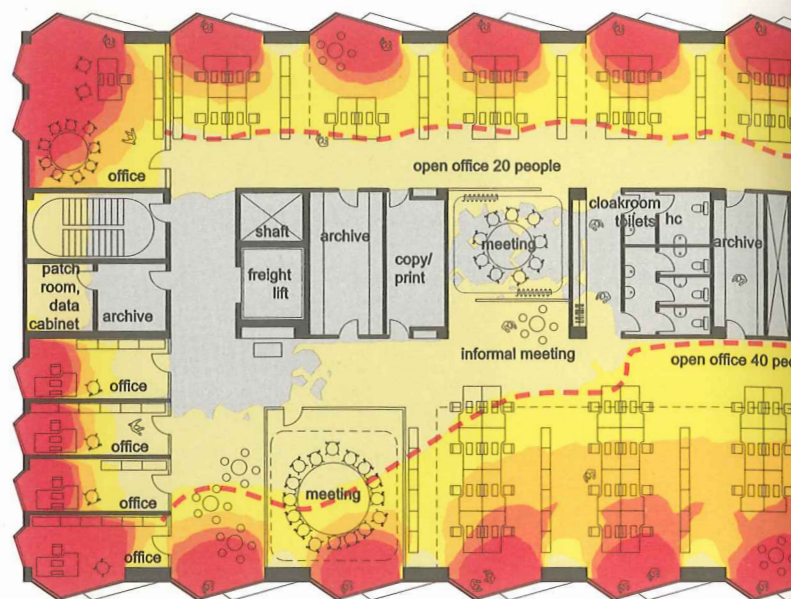 office
open office 20 people
shaft
archive
copy/
print
meeting
cloakroom
toilets
hc
archive
freight
lift
patch
room,
data
cabinet
archive
informal meeting
open office 40 peo
office
office
office
office
meeting